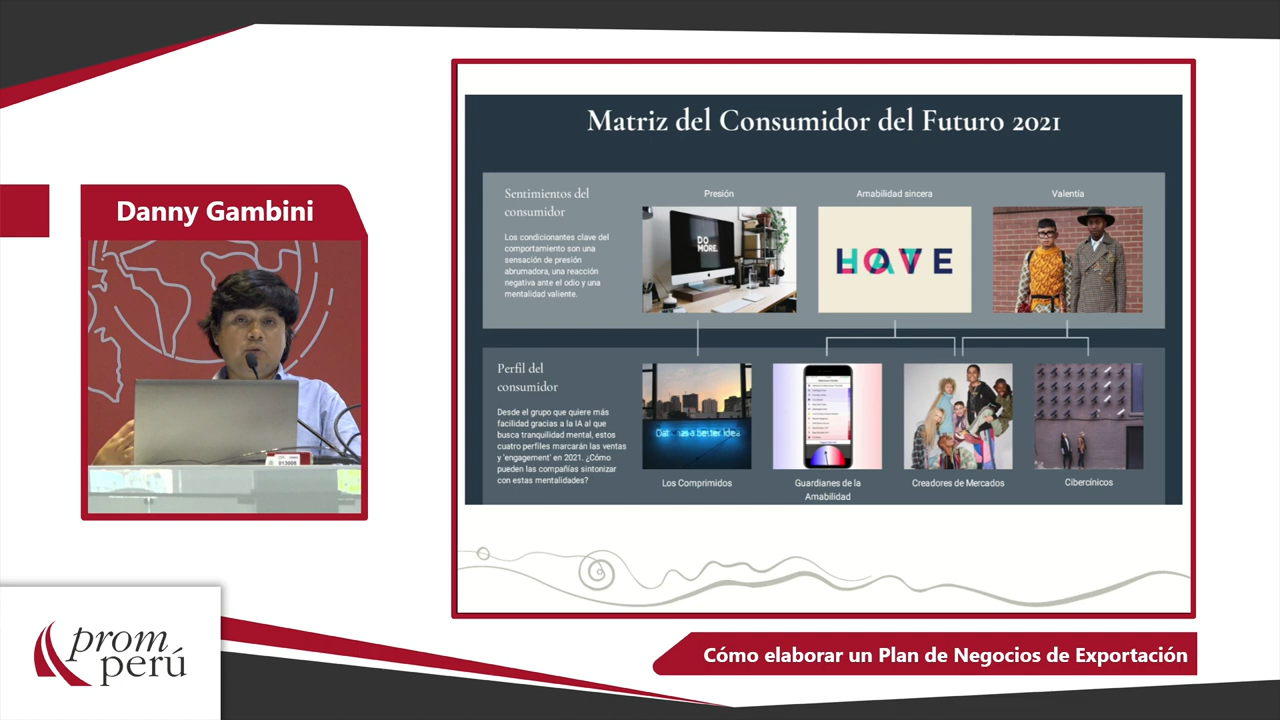 Danny Gambini
Matriz del Consumidor del Futuro 2021
Sentimientos del
consumidor
Los condicionantes clave del
comportamiento son una
sensación de presión
abrumadora, una reacción
negativa ante el odio y una
mentalidad valiente.
Presión
DO
MORE.
Amabilidad sincera
Valentía
Perfil del
consumidor
Desde el grupo que quiere más
facilidad gracias a la IA al que
busca tranquilidad mental, estos
cuatro perfiles marcarán las ventas
y 'engagement' en 2021. ¿Cómo
pueden las compañías sintonizar
con estas mentalidades?
Los Comprimidos
Guardianes de la
Amabilidad
Creadores de Mercados
Cibercínicos
prom
perú
Cómo elaborar un Plan de Negocios de Exportación